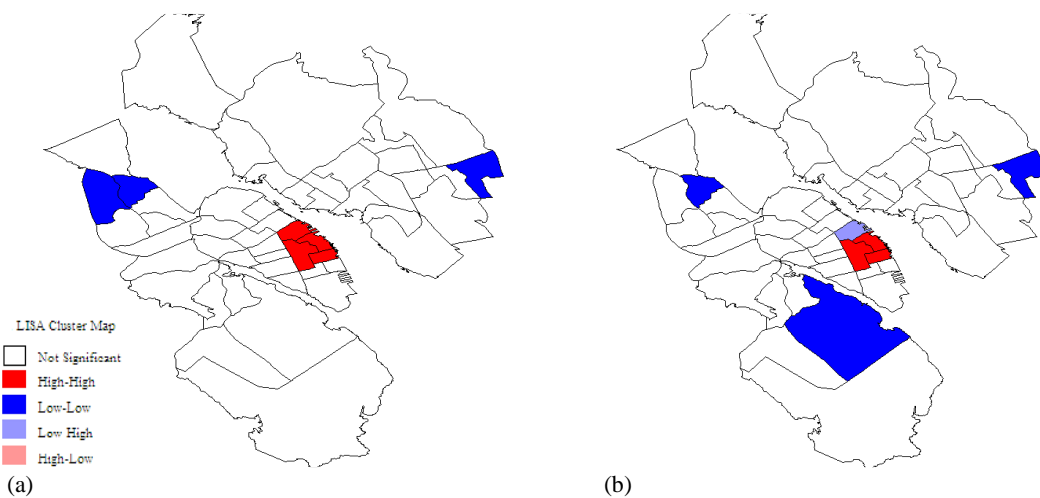 LISA Cluster Map
Not Significant
High-High
Low-Low
Low High
High-Low
(a)
(b)